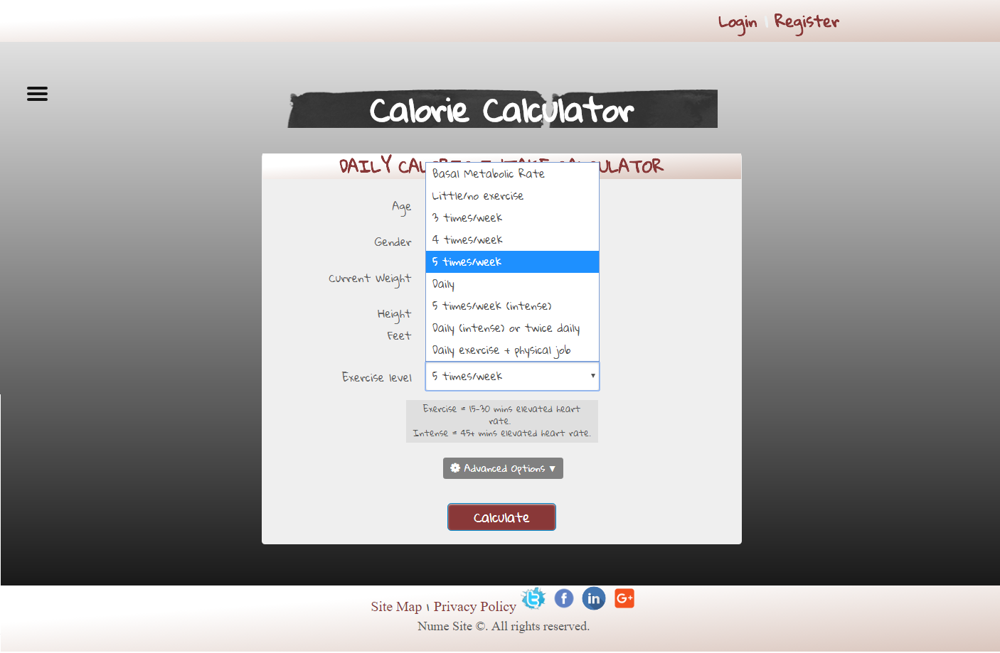 Login | Register
Calorie Calculator
DAILY CALCULATOR
Basal Metabolic Rate
Little/no exercise
Age
3 times/week
Gender
4 times/week
5 times/week
Current Weight
Daily
5 times/week (intense)
Height
Daily (intense) or twice daily
Feet
Daily exercise + physical job
Exercise level
5 times/week
Exercise = 15-30 mins elevated heart
rate.
Intense = 45+ mins elevated heart rate.
Advanced Options ▼
Calculate
Site Map \ Privacy Policy
Nume Site ©. All rights reserved.